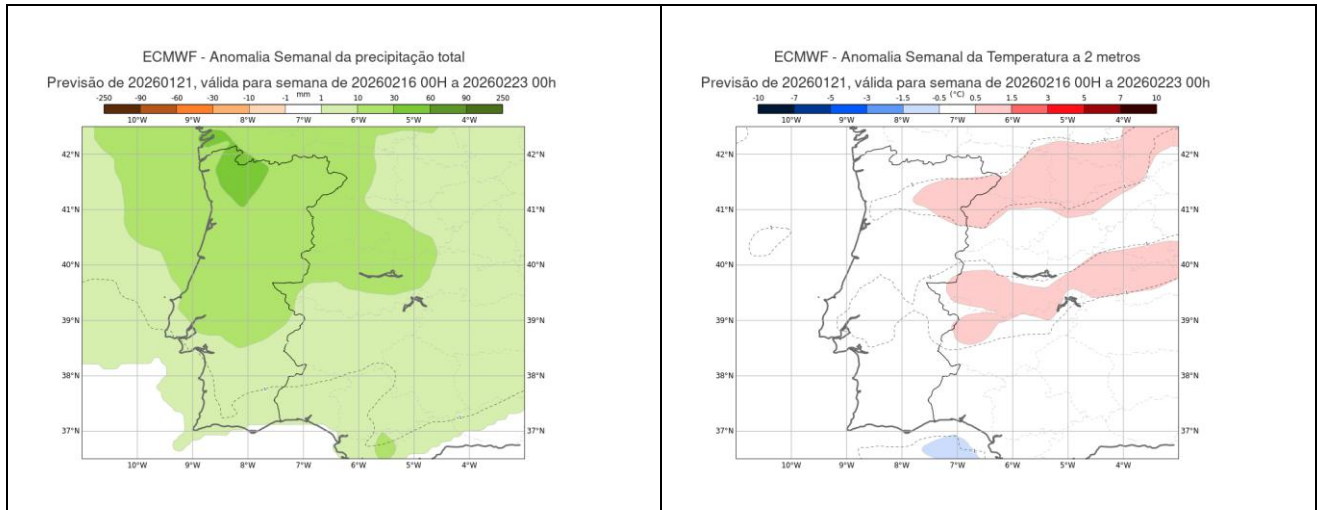 ECMWF - Anomalia Semanal da precipitação total
Previsão de 20260121, válida para semana de 20260216 00H a 20260223 00h
mm
-250 -90 -60 -30 -10 -1 1 10 30 60 90 250
10°W 9°W 8°W 7°W 6°W 5°W 4°W
42°N 42°N
41°N 41°N
40°N 40°N
39°N 39°N
38°N 38°N
37°N 37°N
10°W 9°W 8°W 7°W 6°W 5°W 4°W
ECMWF - Anomalia Semanal da Temperatura a 2 metros
Previsão de 20260121, válida para semana de 20260216 00H a 20260223 00h
(°C)
-10 -7 -5 -3 -1.5 -0.5 0.5 1.5 3 5 7 10
10°W 9°W 8°W 7°W 6°W 5°W 4°W
42°N 42°N
41°N 41°N
40°N 40°N
39°N 39°N
38°N 38°N
37°N 37°N
10°W 9°W 8°W 7°W 6°W 5°W 4°W